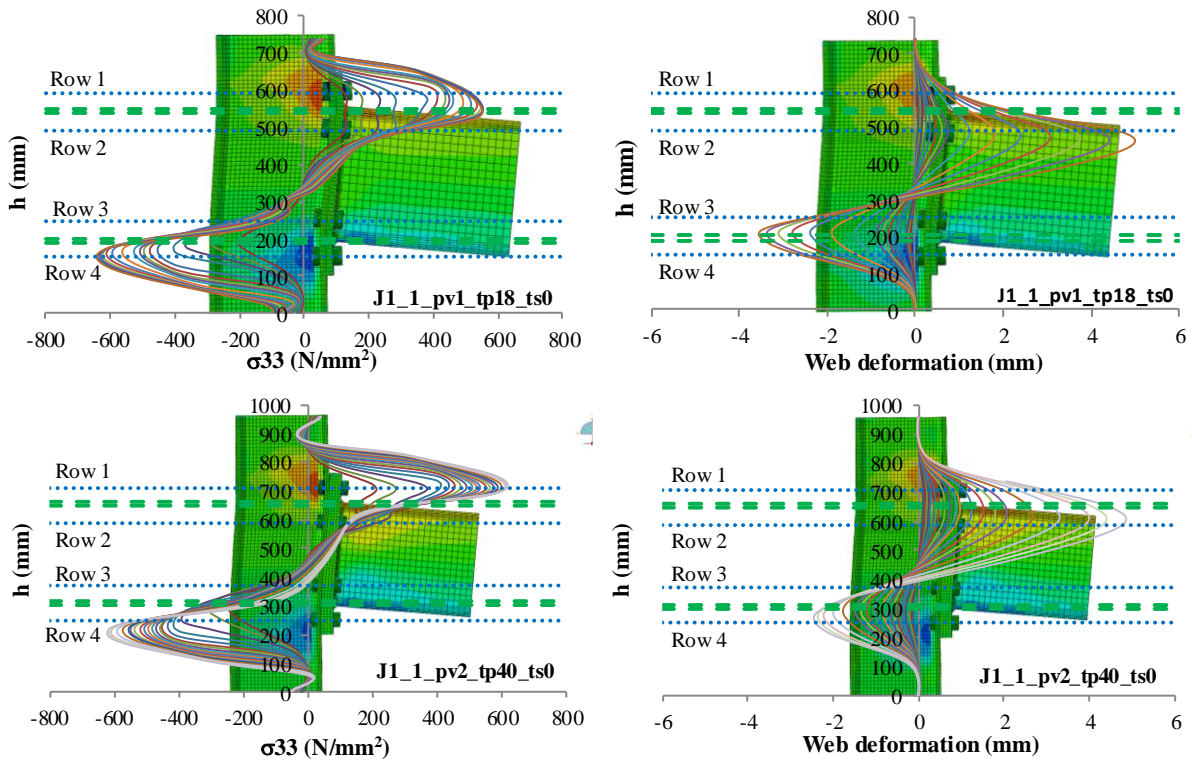 800
700
Row 1
600
500
Row 2
400
300
Row 3
200
Row 4
100
J1_1_pv1_tp18_ts0
0
h (mm)
-800 -600 -400 -200 0 200 400 600 800
σ33 (N/mm²)
800
700
Row 1
600
500
Row 2
400
300
Row 3
200
Row 4
100
J1_1_pv1_tp18_ts0
0
h (mm)
-6 -4 -2 0 2 4 6
Web deformation (mm)
1000
900
800
Row 1
700
600
Row 2
500
Row 3
400
300
Row 4
200
100
J1_1_pv2_tp40_ts0
0
h (mm)
-800 -600 -400 -200 0 200 400 600 800
σ33 (N/mm²)
1000
900
800
Row 1
700
600
Row 2
500
Row 3
400
300
Row 4
200
100
J1_1_pv2_tp40_ts0
0
h (mm)
-6 -4 -2 0 2 4 6
Web deformation (mm)